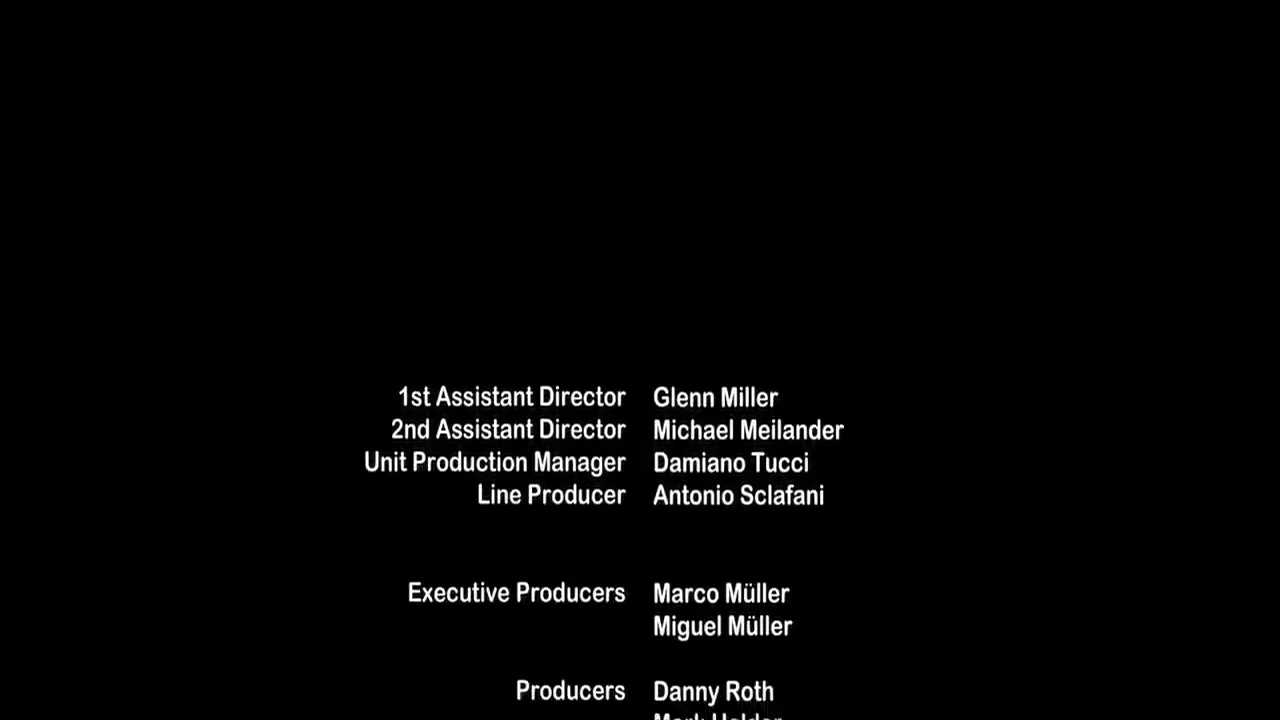 1st Assistant Director Glenn Miller
2nd Assistant Director Michael Meilander
Unit Production Manager Damiano Tucci
Line Producer Antonio Sclafani
Executive Producers Marco Müller
Miguel Müller
Producers Danny Roth